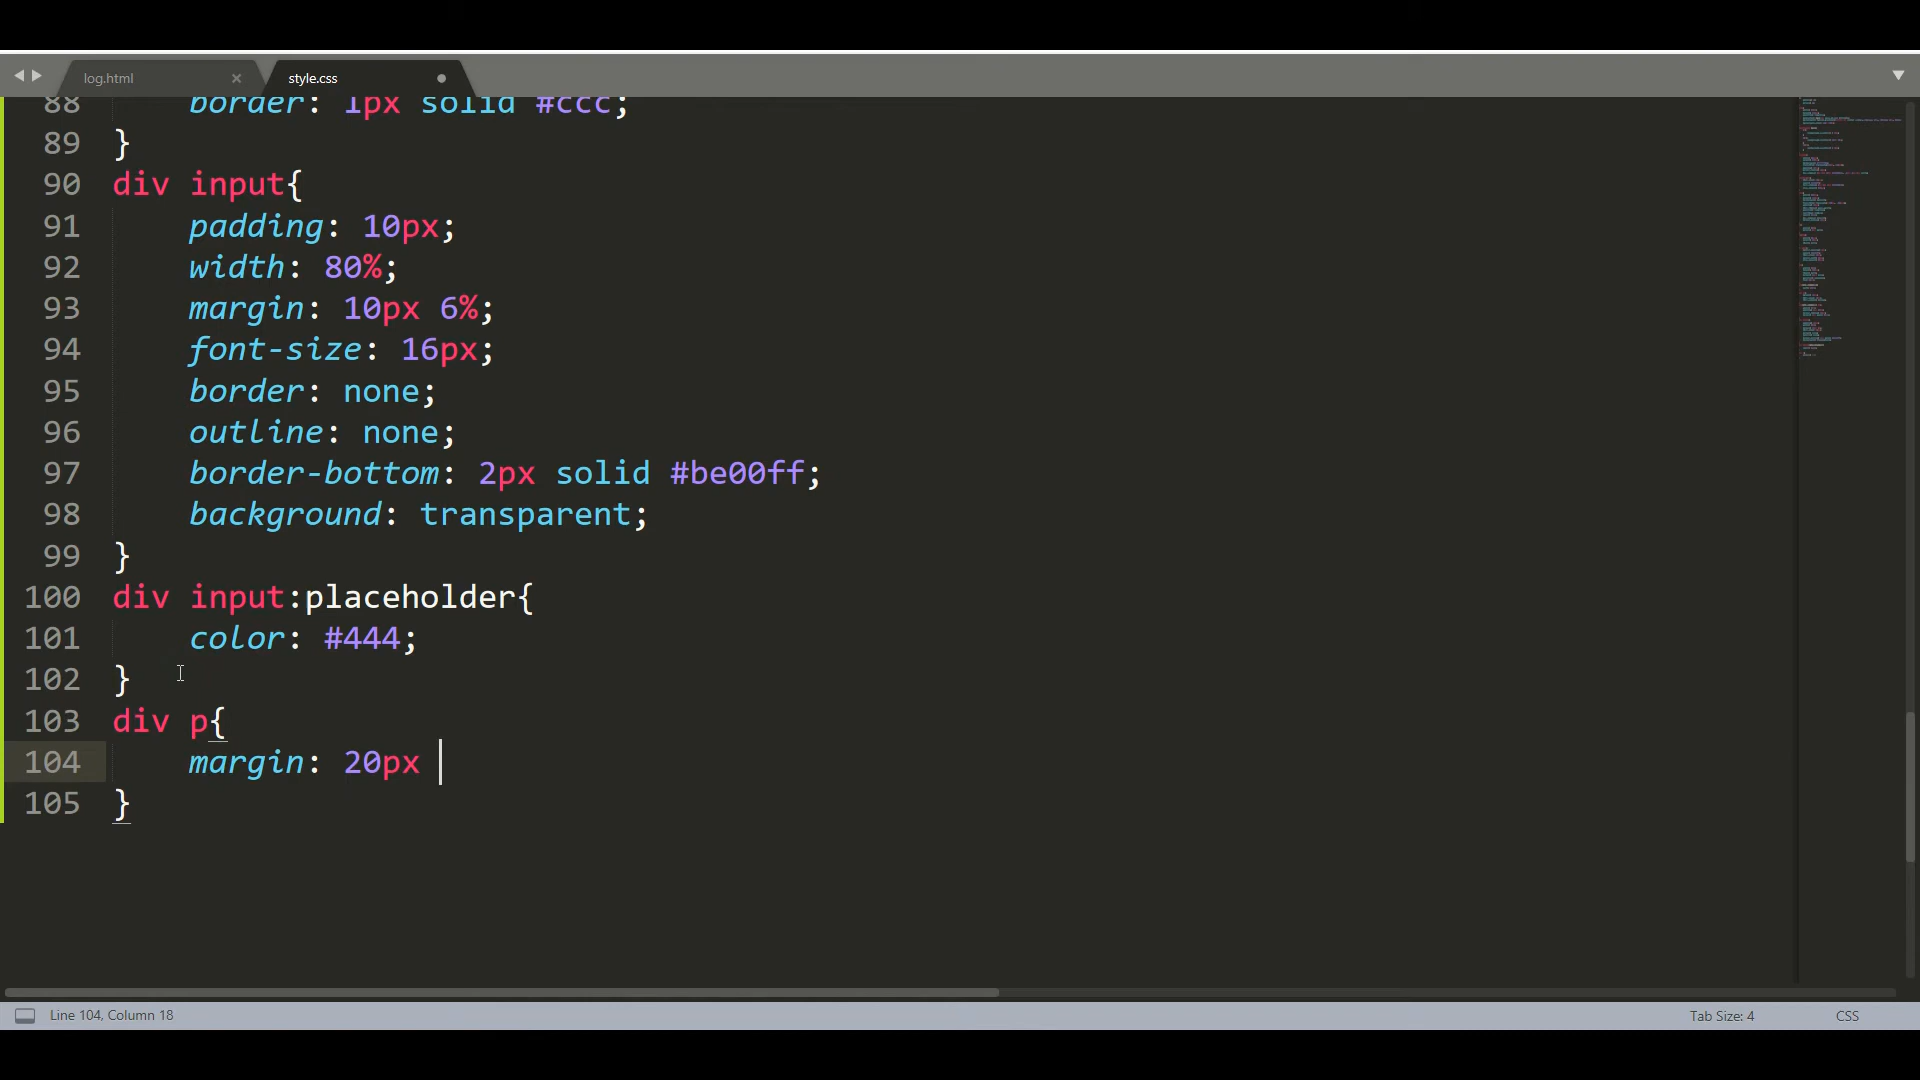 log.html × style.css
88 border: 1px solid #ccc;
89 }
90 div input{
91 padding: 10px;
92 width: 80%;
93 margin: 10px 6%;
94 font-size: 16px;
95 border: none;
96 outline: none;
97 border-bottom: 2px solid #be00ff;
98 background: transparent;
99 }
100 div input:placeholder{
101 color: #444;
102 }
103 div p{
104 margin: 20px
105 }
Line 104, Column 18 Tab Size: 4 CSS